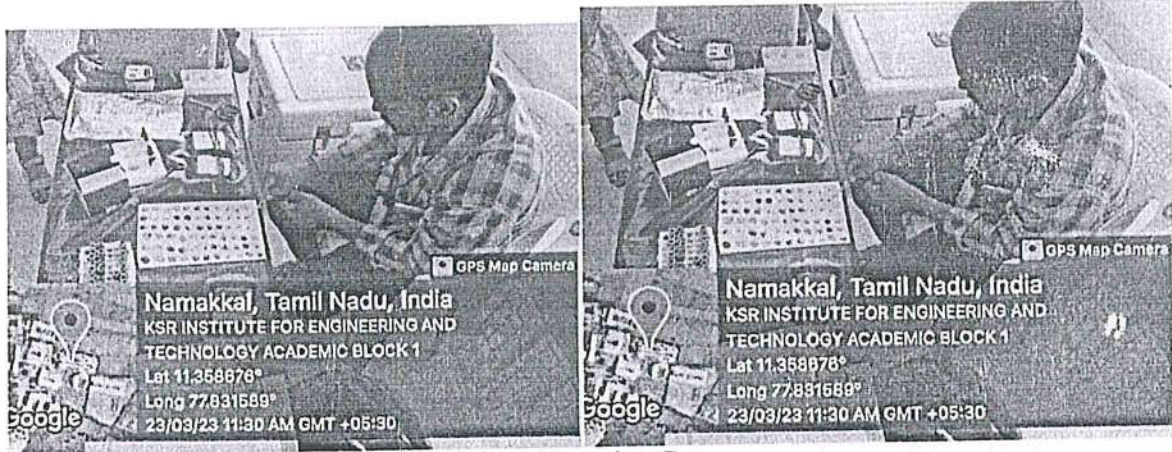 GPS Map Camera
Namakkal, Tamil Nadu, India
KSR INSTITUTE FOR ENGINEERING AND
TECHNOLOGY ACADEMIC BLOCK 1
Lat 11.358676°
Long 77.831589°
23/03/23 11:30 AM GMT +05:30
Google
GPS Map Camera
Namakkal, Tamil Nadu, India
KSR INSTITUTE FOR ENGINEERING AND
TECHNOLOGY ACADEMIC BLOCK 1
Lat 11.358676°
Long 77.831589°
23/03/23 11:30 AM GMT +05:30
Google